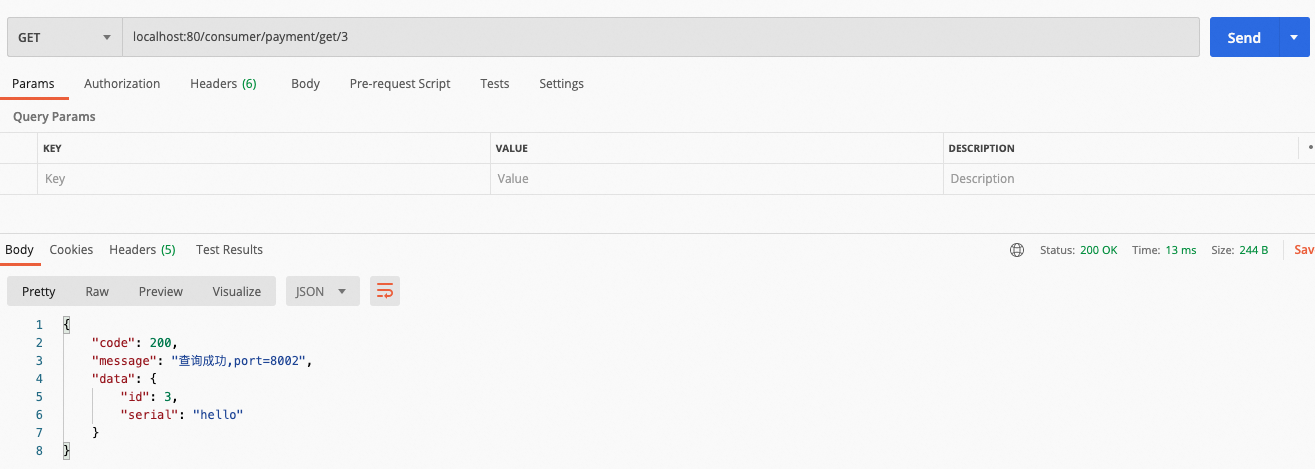 GET localhost:80/consumer/payment/get/3 Send
Params Authorization Headers (6) Body Pre-request Script Tests Settings
Query Params
KEY VALUE DESCRIPTION
Key Value Description
Body Cookies Headers (5) Test Results Status: 200 OK Time: 13 ms Size: 244 B Sav
Pretty Raw Preview Visualize JSON
1 {
2 "code": 200,
3 "message": "查询成功,port=8002",
4 "data": {
5 "id": 3,
6 "serial": "hello"
7 }
8 }